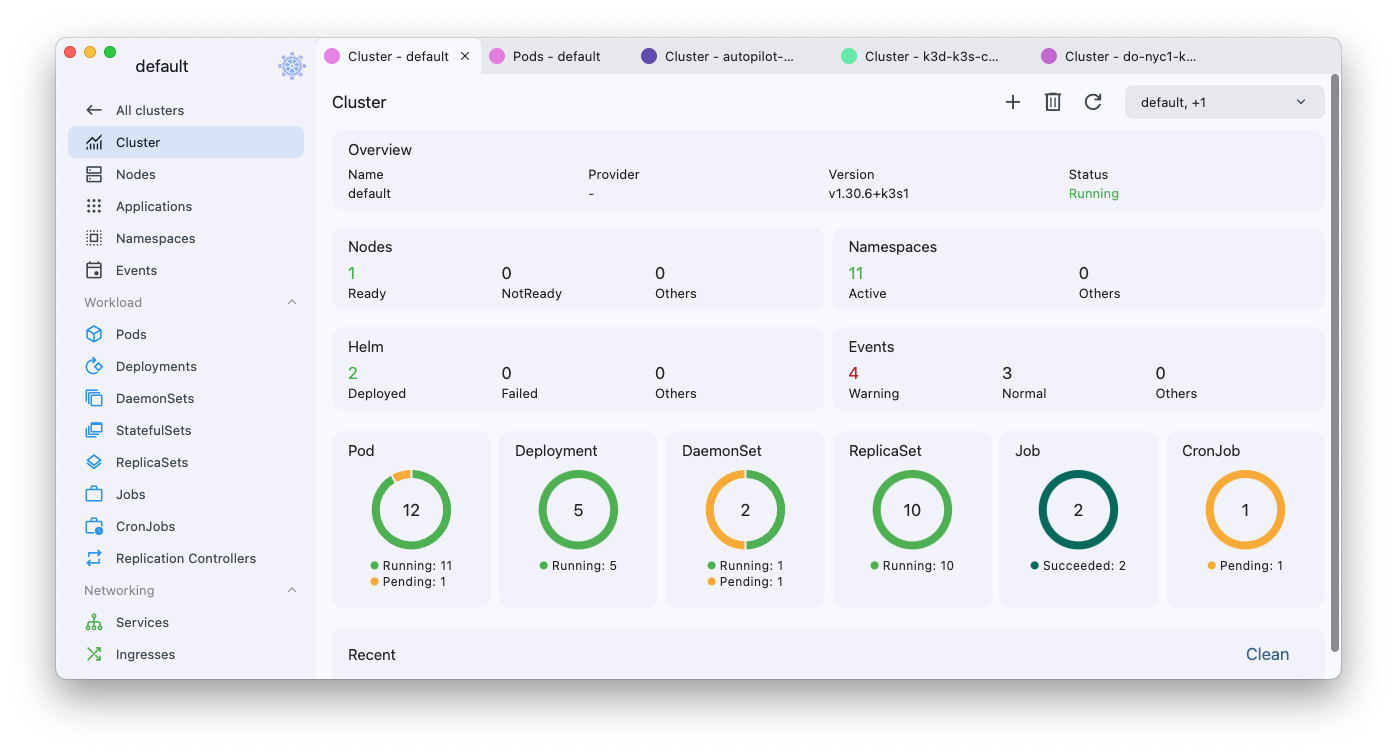 default
All clusters
Cluster
Nodes
Applications
Namespaces
Events
Workload
Pods
Deployments
DaemonSets
StatefulSets
ReplicaSets
Jobs
CronJobs
Replication Controllers
Networking
Services
Ingresses
Cluster - default
Pods - default
Cluster - autopilot-...
Cluster - k3d-k3s-c...
Cluster - do-nyc1-k...
Cluster
default, +1
Overview
Name Provider Version Status
default - v1.30.6+k3s1 Running
Nodes
1 0 0
Ready NotReady Others
Namespaces
11 0
Active Others
Helm
2 0 0
Deployed Failed Others
Events
4 3 0
Warning Normal Others
Pod
12
Running: 11
Pending: 1
Deployment
5
Running: 5
DaemonSet
2
Running: 1
Pending: 1
ReplicaSet
10
Running: 10
Job
2
Succeeded: 2
CronJob
1
Pending: 1
Recent
Clean